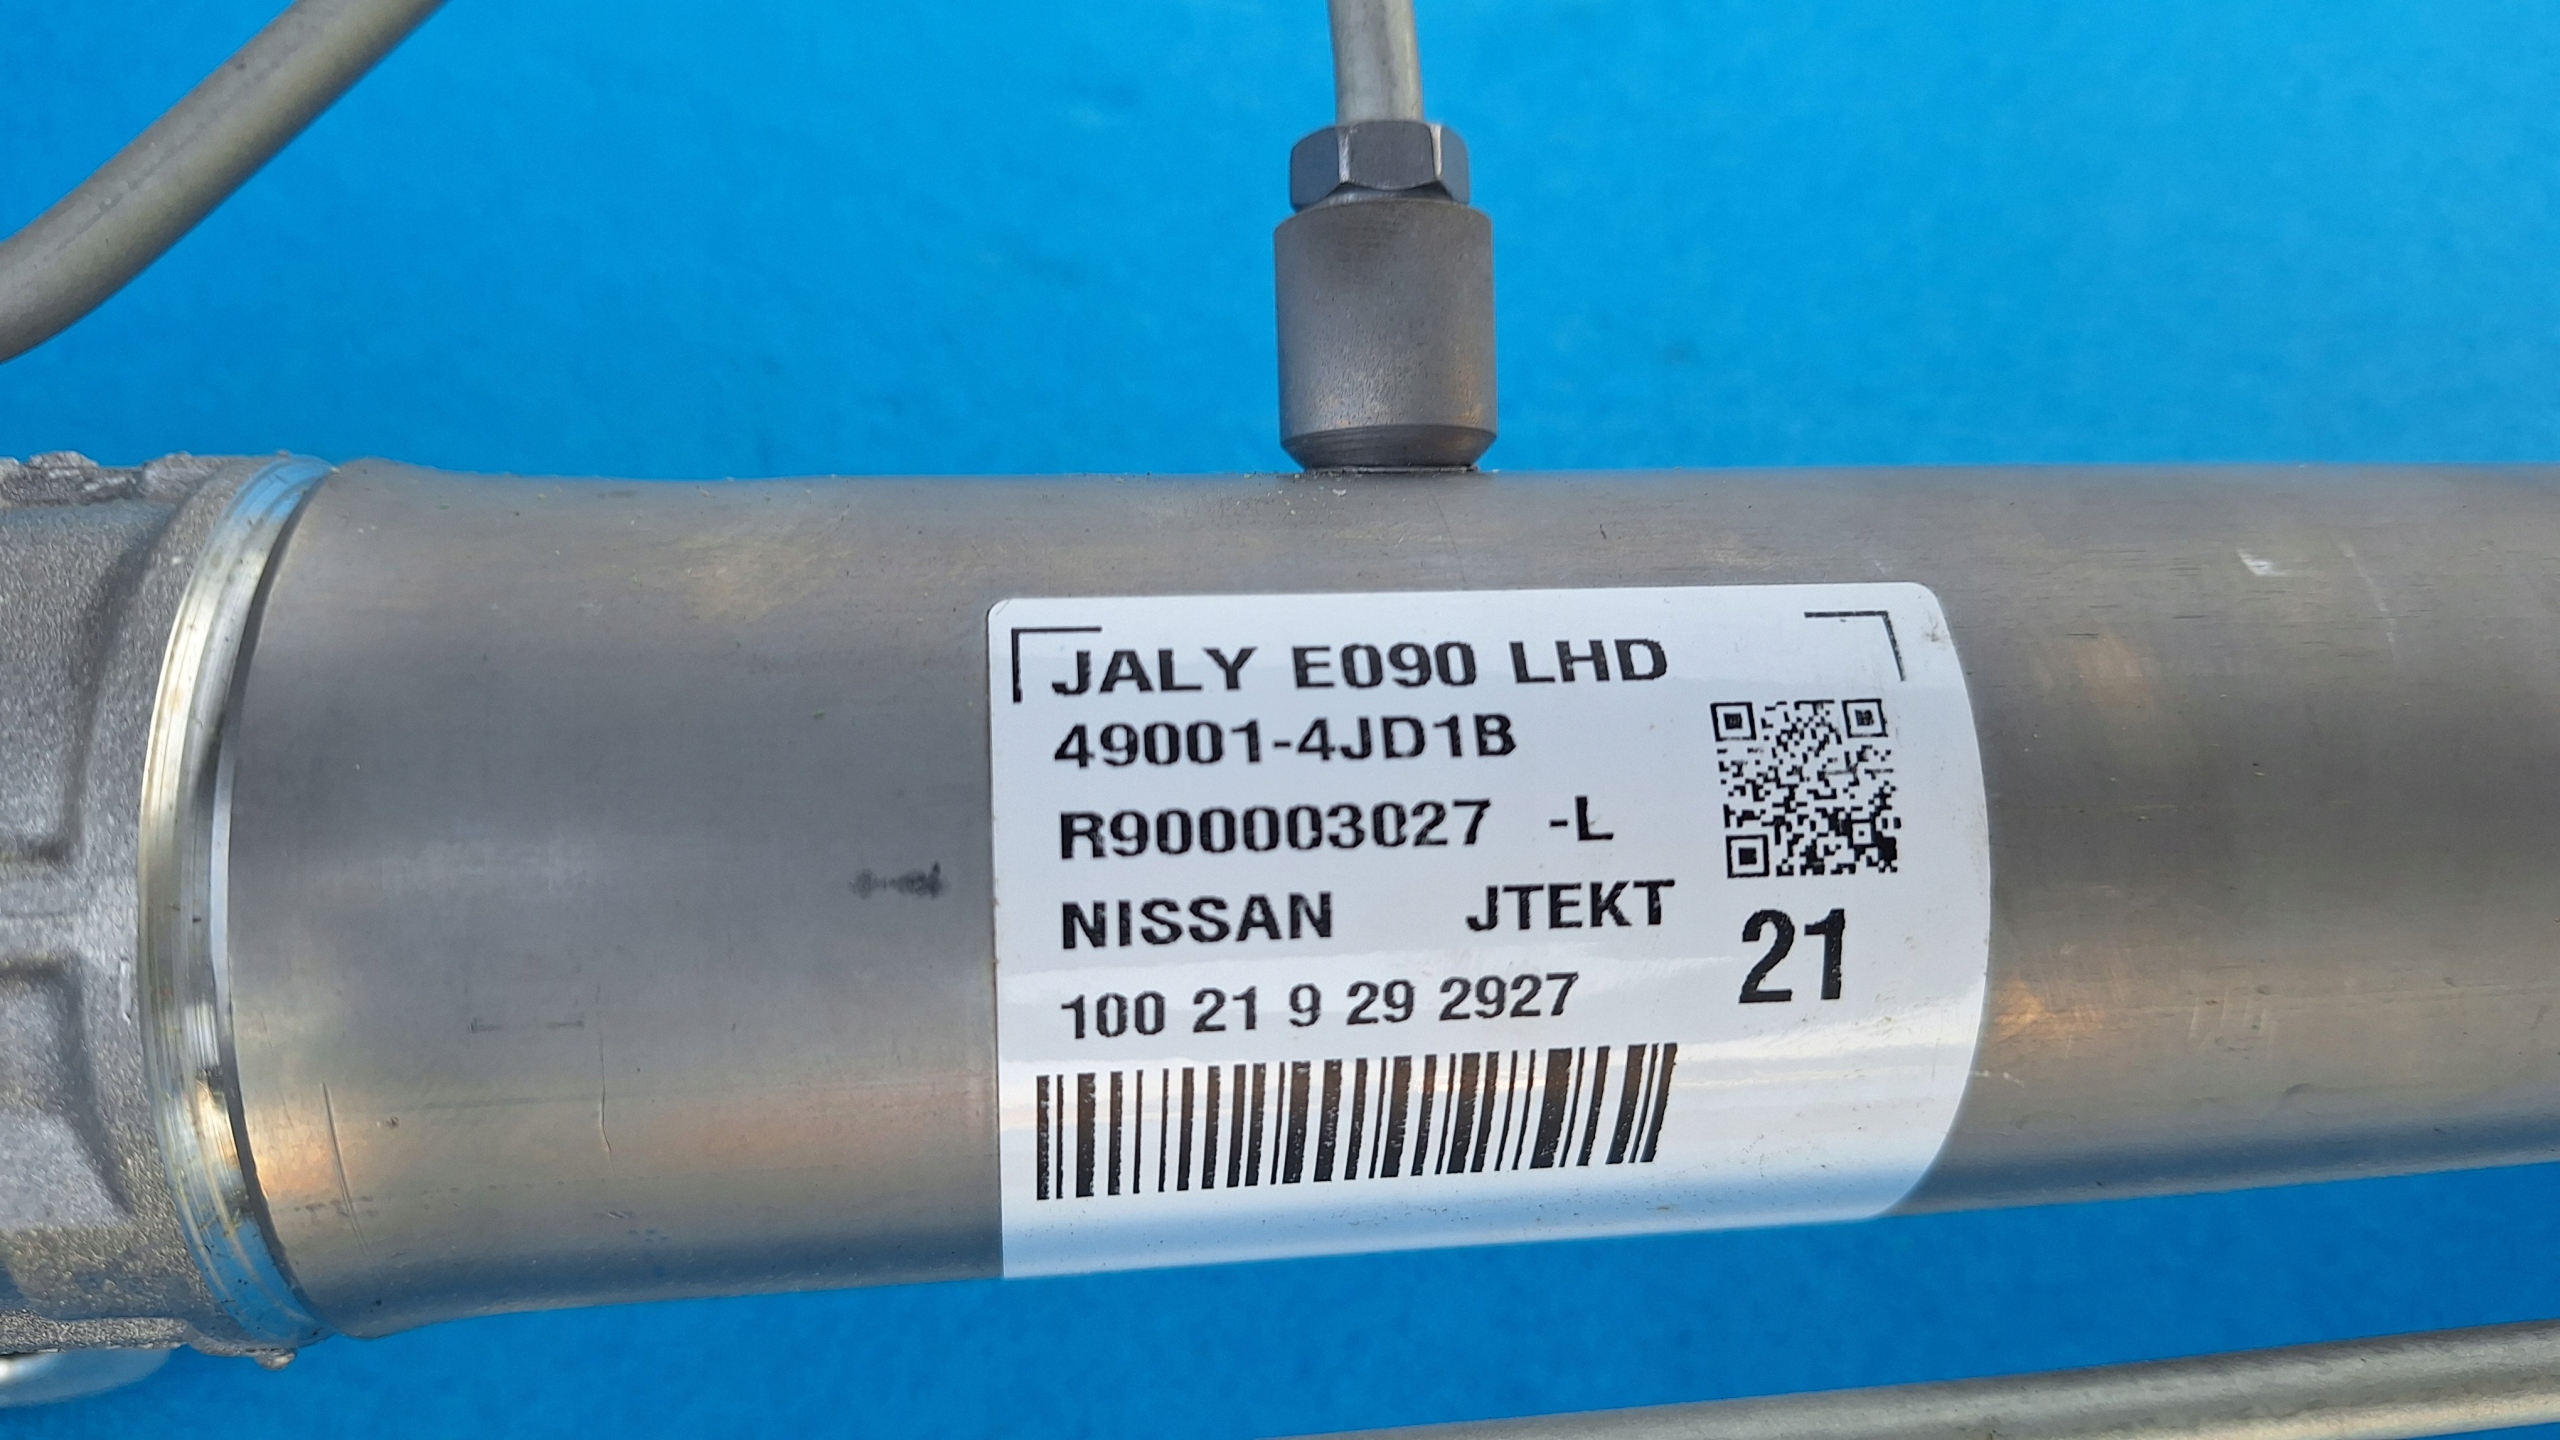 JALY E090 LHD
49001-4JD1B
R900003027 -L
NISSAN JTEKT
21
100 21 9 29 2927